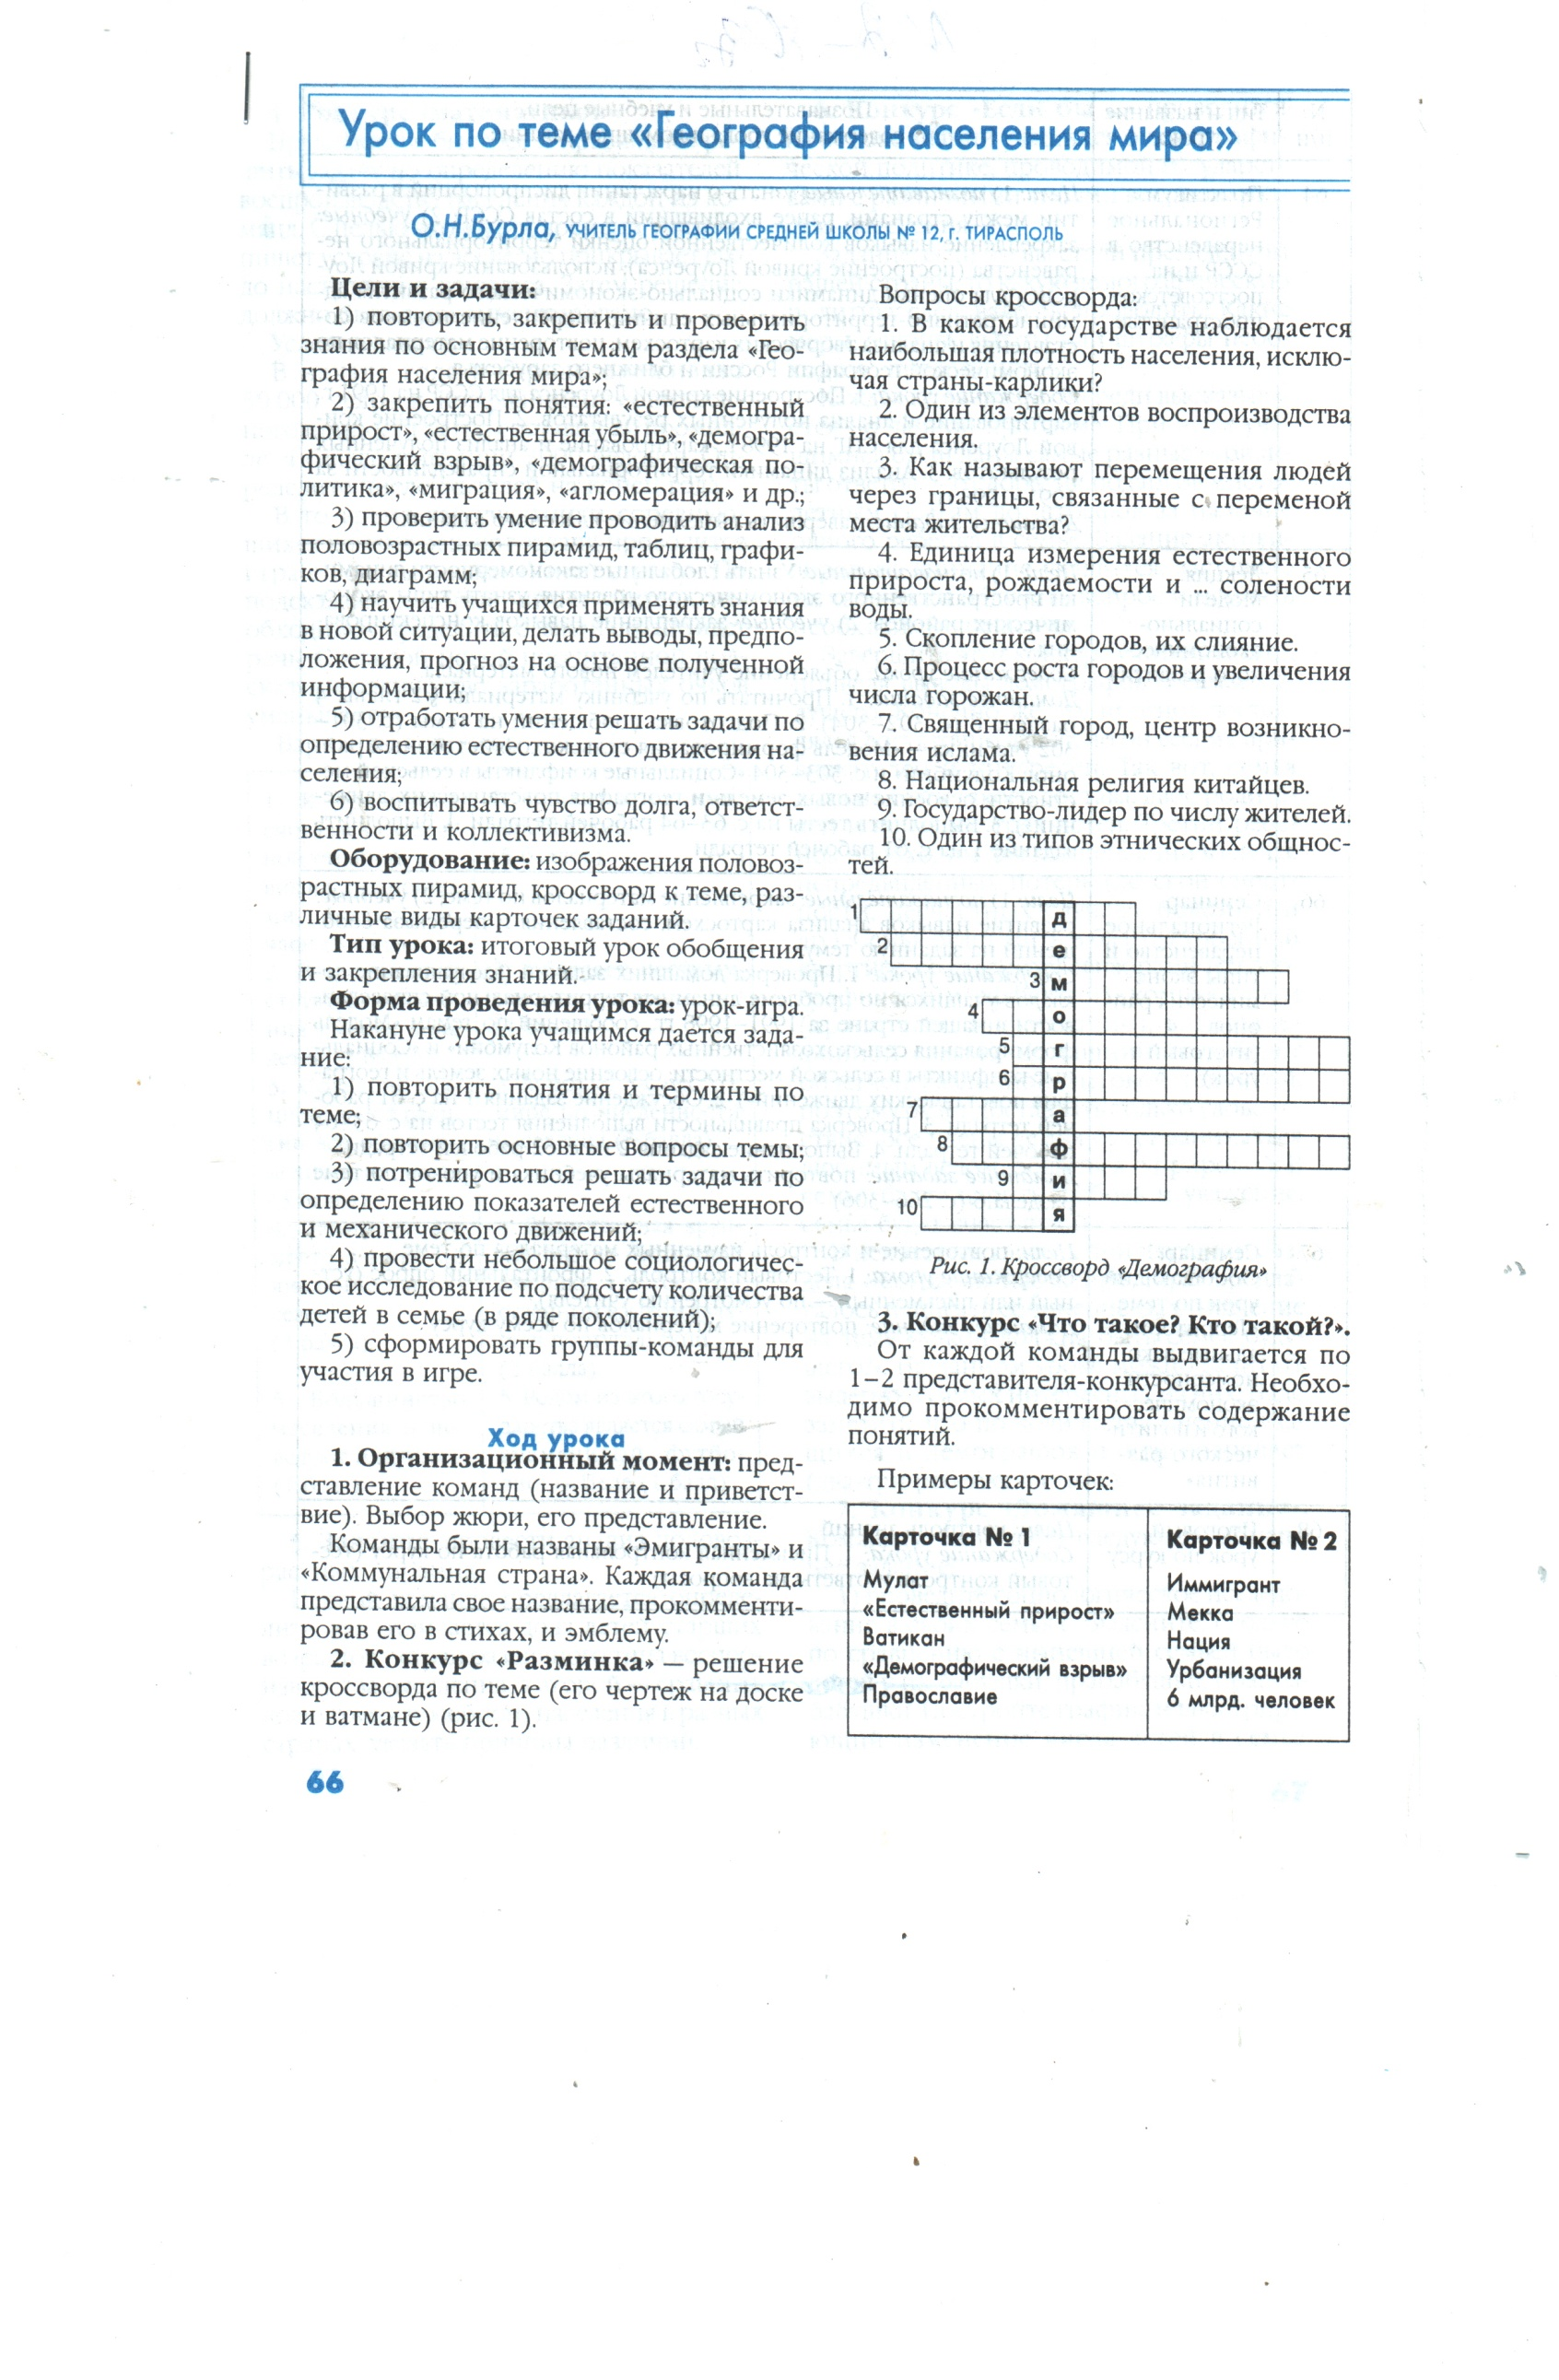 Урок по теме «География населения мира»
О.Н.Бурла, УЧИТЕЛЬ ГЕОГРАФИИ СРЕДНЕЙ ШКОЛЫ № 12, г. ТИРАСПОЛЬ
Цели и задачи:
1) повторить, закрепить и проверить
знания по основным темам раздела «Гео-
графия населения мира»;
2) закрепить понятия: «естественный
прирост», «естественная убыль», «демогра-
фический взрыв», «демографическая по-
литика», «миграция», «агломерация» и др.;
3) проверить умение проводить анализ
половозрастных пирамид, таблиц, графи-
ков, диаграмм;
4) научить учащихся применять знания
в новой ситуации, делать выводы, предпо-
ложения, прогноз на основе полученной
информации;
5) отработать умения решать задачи по
определению естественного движения на-
селения;
6) воспитывать чувство долга, ответст-
венности и коллективизма.
Оборудование: изображения половоз-
растных пирамид, кроссворд к теме, раз-
личные виды карточек заданий.
Тип урока: итоговый урок обобщения
и закрепления знаний.
Форма проведения урока: урок-игра.
Накануне урока учащимся дается зада-
ние:
1) повторить понятия и термины по
теме;
2) повторить основные вопросы темы;
3) потренироваться решать задачи по
определению показателей естественного
и механического движений;
4) провести небольшое социологичес-
кое исследование по подсчету количества
детей в семье (в ряде поколений);
5) сформировать группы-команды для
участия в игре.
Ход урока
1. Организационный момент: пред-
ставление команд (название и приветст-
вие). Выбор жюри, его представление.
Команды были названы «Эмигранты» и
«Коммунальная страна». Каждая команда
представила свое название, прокомменти-
ровав его в стихах, и эмблему.
2. Конкурс «Разминка» — решение
кроссворда по теме (его чертеж на доске
и ватмане) (рис. 1).
Вопросы кроссворда:
1. В каком государстве наблюдается
наибольшая плотность населения, исклю-
чая страны-карлики?
2. Один из элементов воспроизводства
населения.
3. Как называют перемещения людей
через границы, связанные с переменой
места жительства?
4. Единица измерения естественного
прироста, рождаемости и ... солености
воды.
5. Скопление городов, их слияние.
6. Процесс роста городов и увеличения
числа горожан.
7. Священный город, центр возникно-
вения ислама.
8. Национальная религия китайцев.
9. Государство-лидер по числу жителей.
10. Один из типов этнических общнос-
тей.
1 д
2 е
3 м
4 о
5 г
6 р
7 а
8 ф
9 и
10 я
Рис. 1. Кроссворд «Демография»
3. Конкурс «Что такое? Кто такой?».
От каждой команды выдвигается по
1–2 представителя-конкурсанта. Необхо-
димо прокомментировать содержание
понятий.
Примеры карточек:
Карточка № 1
Мулат
«Естественный прирост»
Ватикан
«Демографический взрыв»
Православие
Карточка № 2
Иммигрант
Мекка
Нация
Урбанизация
6 млрд. человек
66